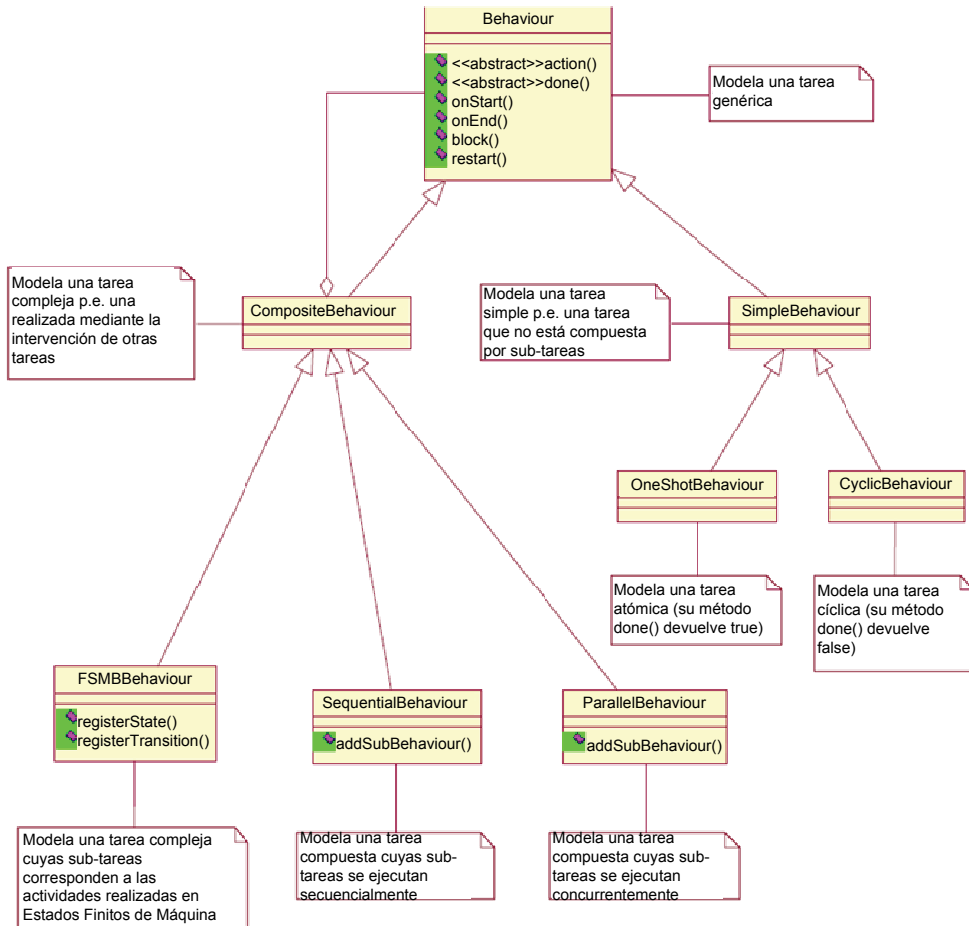 Behaviour
<<abstract>>action()
<<abstract>>done()
onStart()
onEnd()
block()
restart()
Modela una tarea
genérica
Modela una tarea
compleja p.e. una
realizada mediante la
intervención de otras
tareas
CompositeBehaviour
Modela una tarea
simple p.e. una tarea
que no está compuesta
por sub-tareas
SimpleBehaviour
OneShotBehaviour
CyclicBehaviour
Modela una tarea
atómica (su método
done() devuelve true)
Modela una tarea
cíclica (su método
done() devuelve
false)
FSMBBehaviour
registerState()
registerTransition()
SequentialBehaviour
addSubBehaviour()
ParallelBehaviour
addSubBehaviour()
Modela una tarea compleja
cuyas sub-tareas
corresponden a las
actividades realizadas en
Estados Finitos de Máquina
Modela una tarea
compuesta cuyas sub-
tareas se ejecutan
secuencialmente
Modela una tarea
compuesta cuyas sub-
tareas se ejecutan
concurrentemente